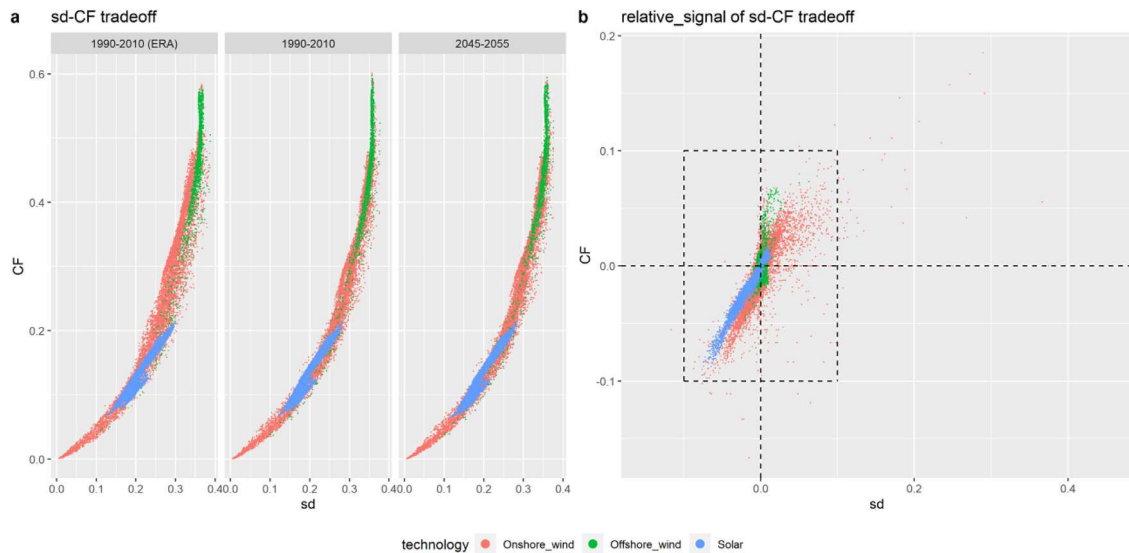 a sd-CF tradeoff
1990-2010 (ERA) 1990-2010 2045-2055
0.6
0.4
0.2
0.0
CF
0.0 0.1 0.2 0.3 0.4 0.0 0.1 0.2 0.3 0.4 0.0 0.1 0.2 0.3 0.4
sd
b relative_signal of sd-CF tradeoff
0.2
0.1
0.0
-0.1
CF
0.0 0.2 0.4
sd
technology Onshore_wind Offshore_wind Solar